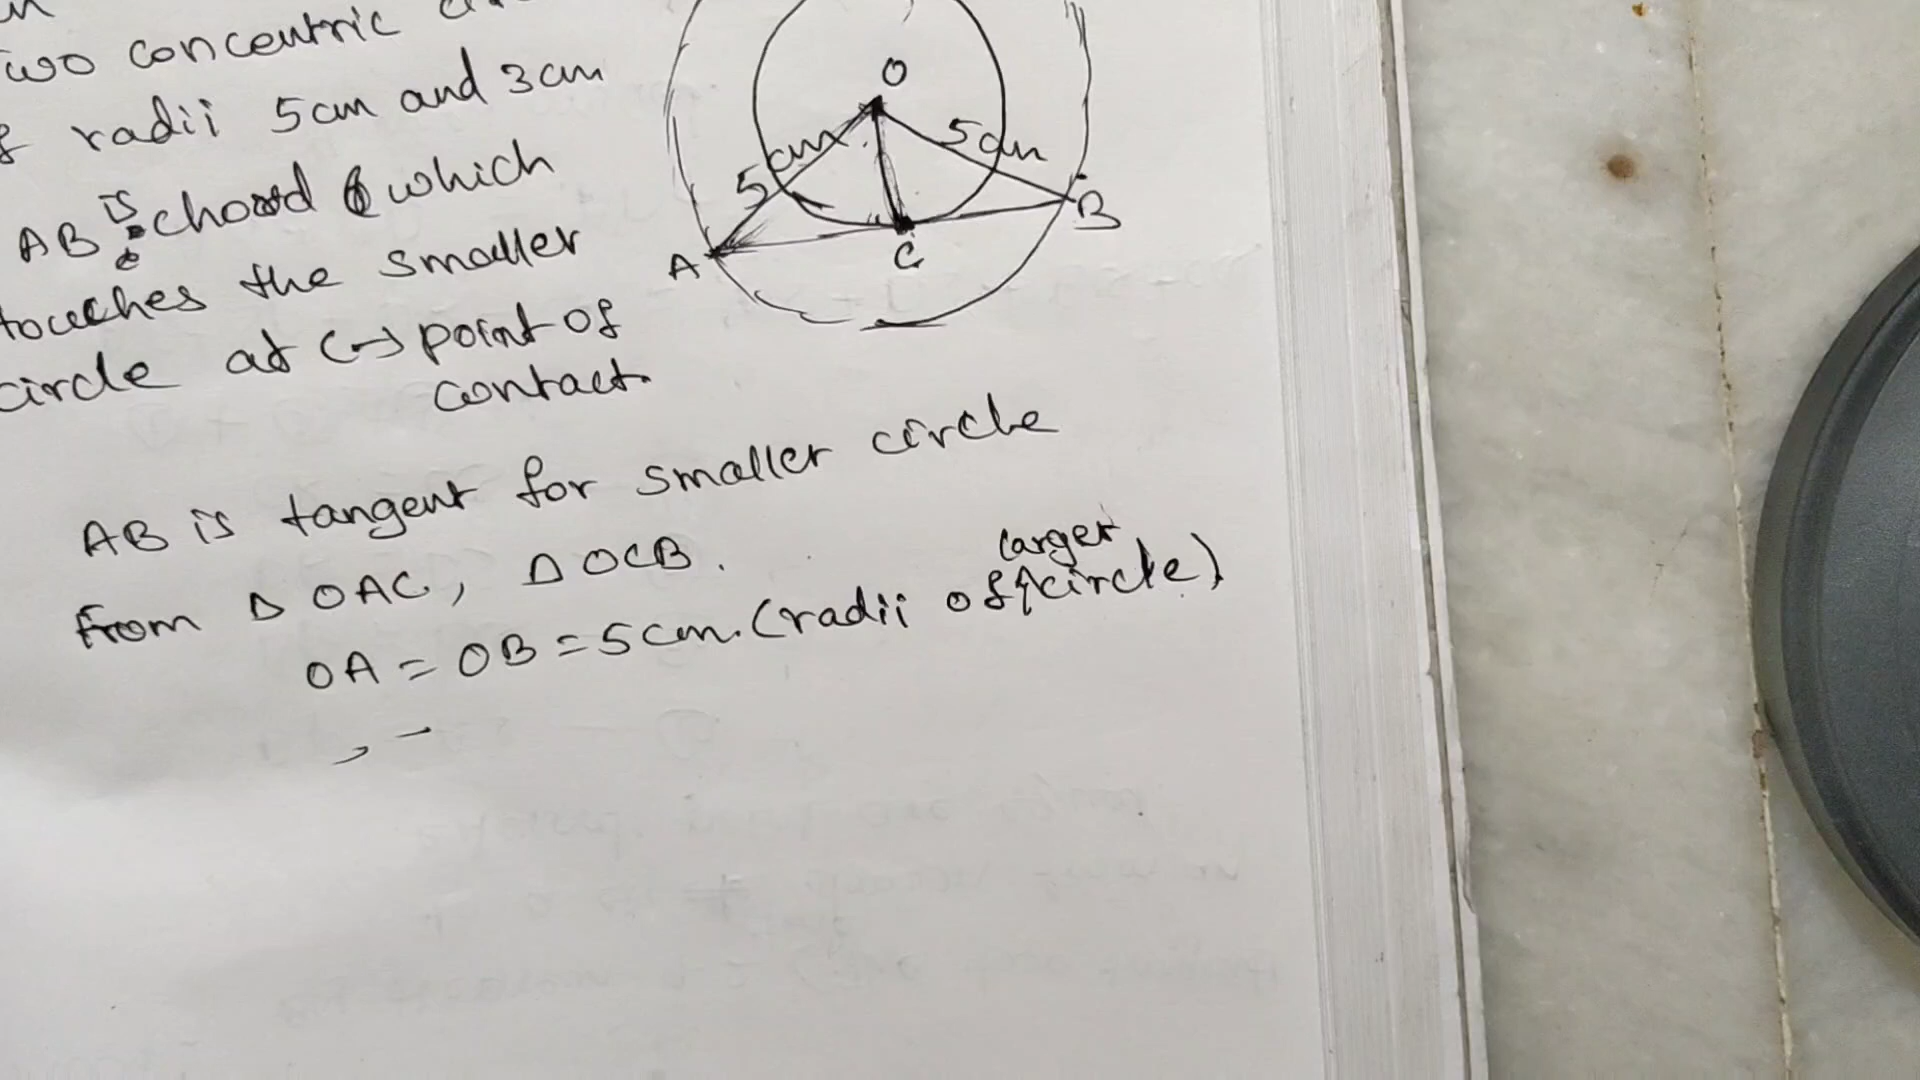 two concentric
radii 5cm and 3cm
AB is chord which
touches the smaller
circle at C→ point of
contact.
O
5cm
5cm
A
C
B
AB is tangent for smaller circle
from Δ OAC, Δ OCB.
larger
OA = OB = 5cm. (radii of circle)